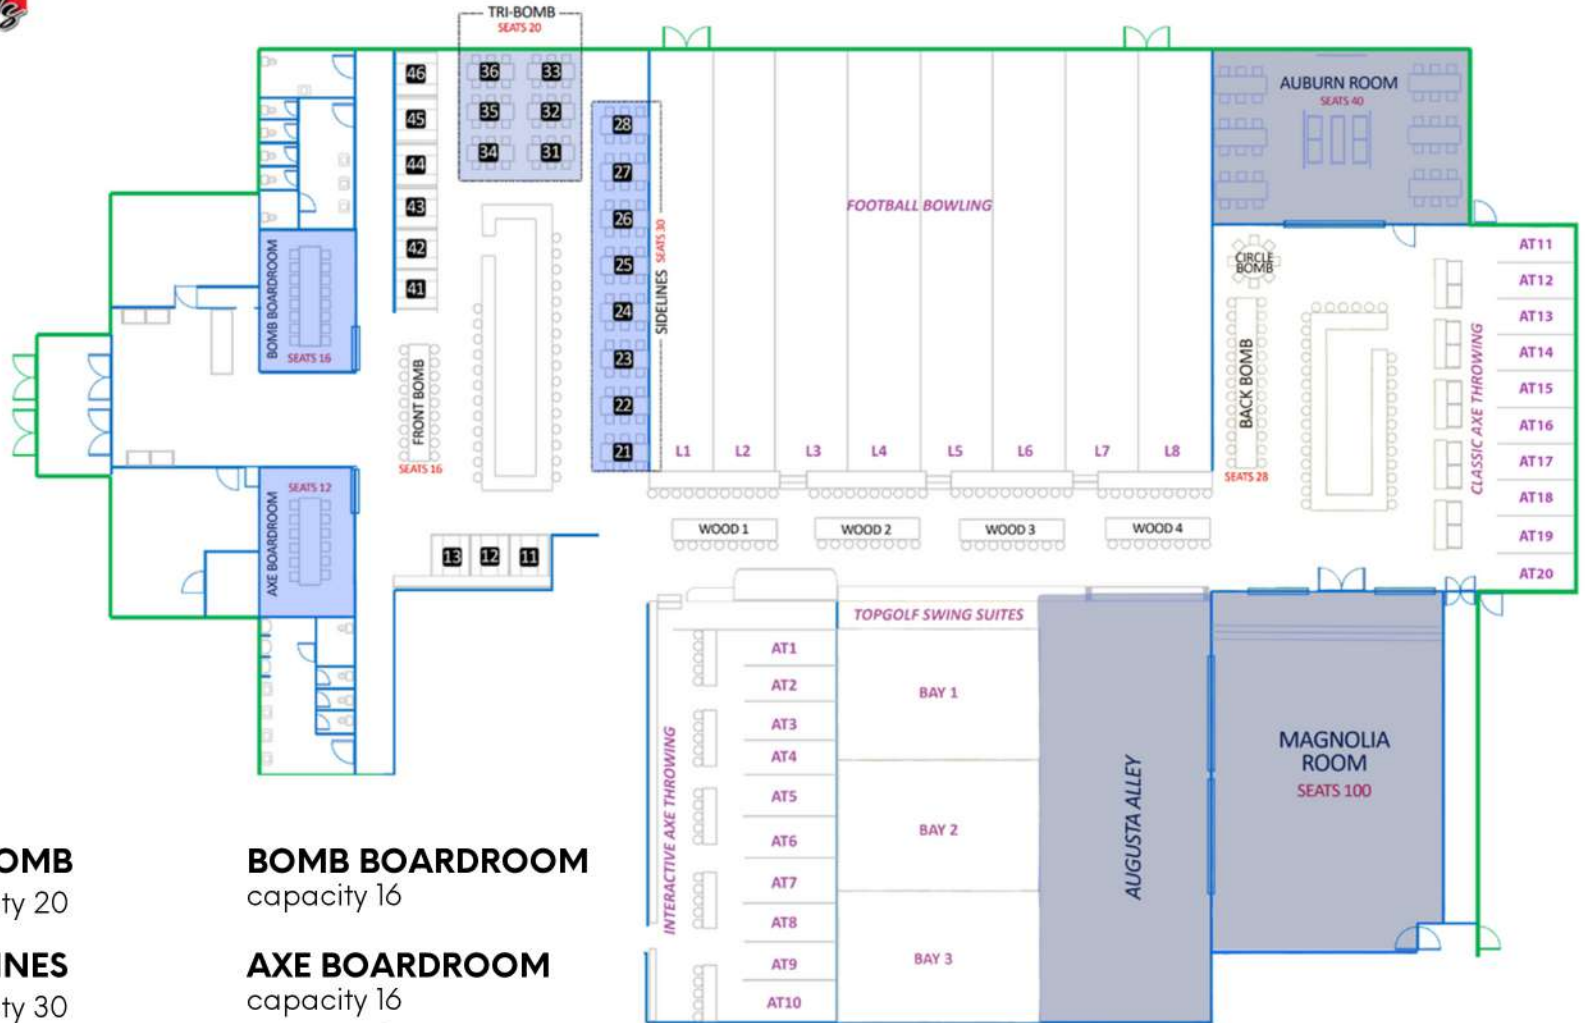 TRI-BOMB
SEATS 20
46
45
44
43
42
41
36
33
35
32
34
31
28
27
26
25
24
23
22
21
SIDELINES SEATS 30
FOOTBALL BOWLING
L1
L2
L3
L4
L5
L6
L7
L8
AUBURN ROOM
SEATS 40
BOMB BOARDROOM
SEATS 16
FRONT BOMB
SEATS 16
AXE BOARDROOM
SEATS 12
13
12
11
WOOD 1
WOOD 2
WOOD 3
WOOD 4
CIRCLE
BOMB
BACK BOMB
SEATS 28
CLASSIC AXE THROWING
AT11
AT12
AT13
AT14
AT15
AT16
AT17
AT18
AT19
AT20
TOPGOLF SWING SUITES
INTERACTIVE AXE THROWING
AT1
AT2
AT3
AT4
AT5
AT6
AT7
AT8
AT9
AT10
BAY 1
BAY 2
BAY 3
AUGUSTA ALLEY
MAGNOLIA
ROOM
SEATS 100
OMB
ty 20
INES
ty 30
BOMB BOARDROOM
capacity 16
AXE BOARDROOM
capacity 16